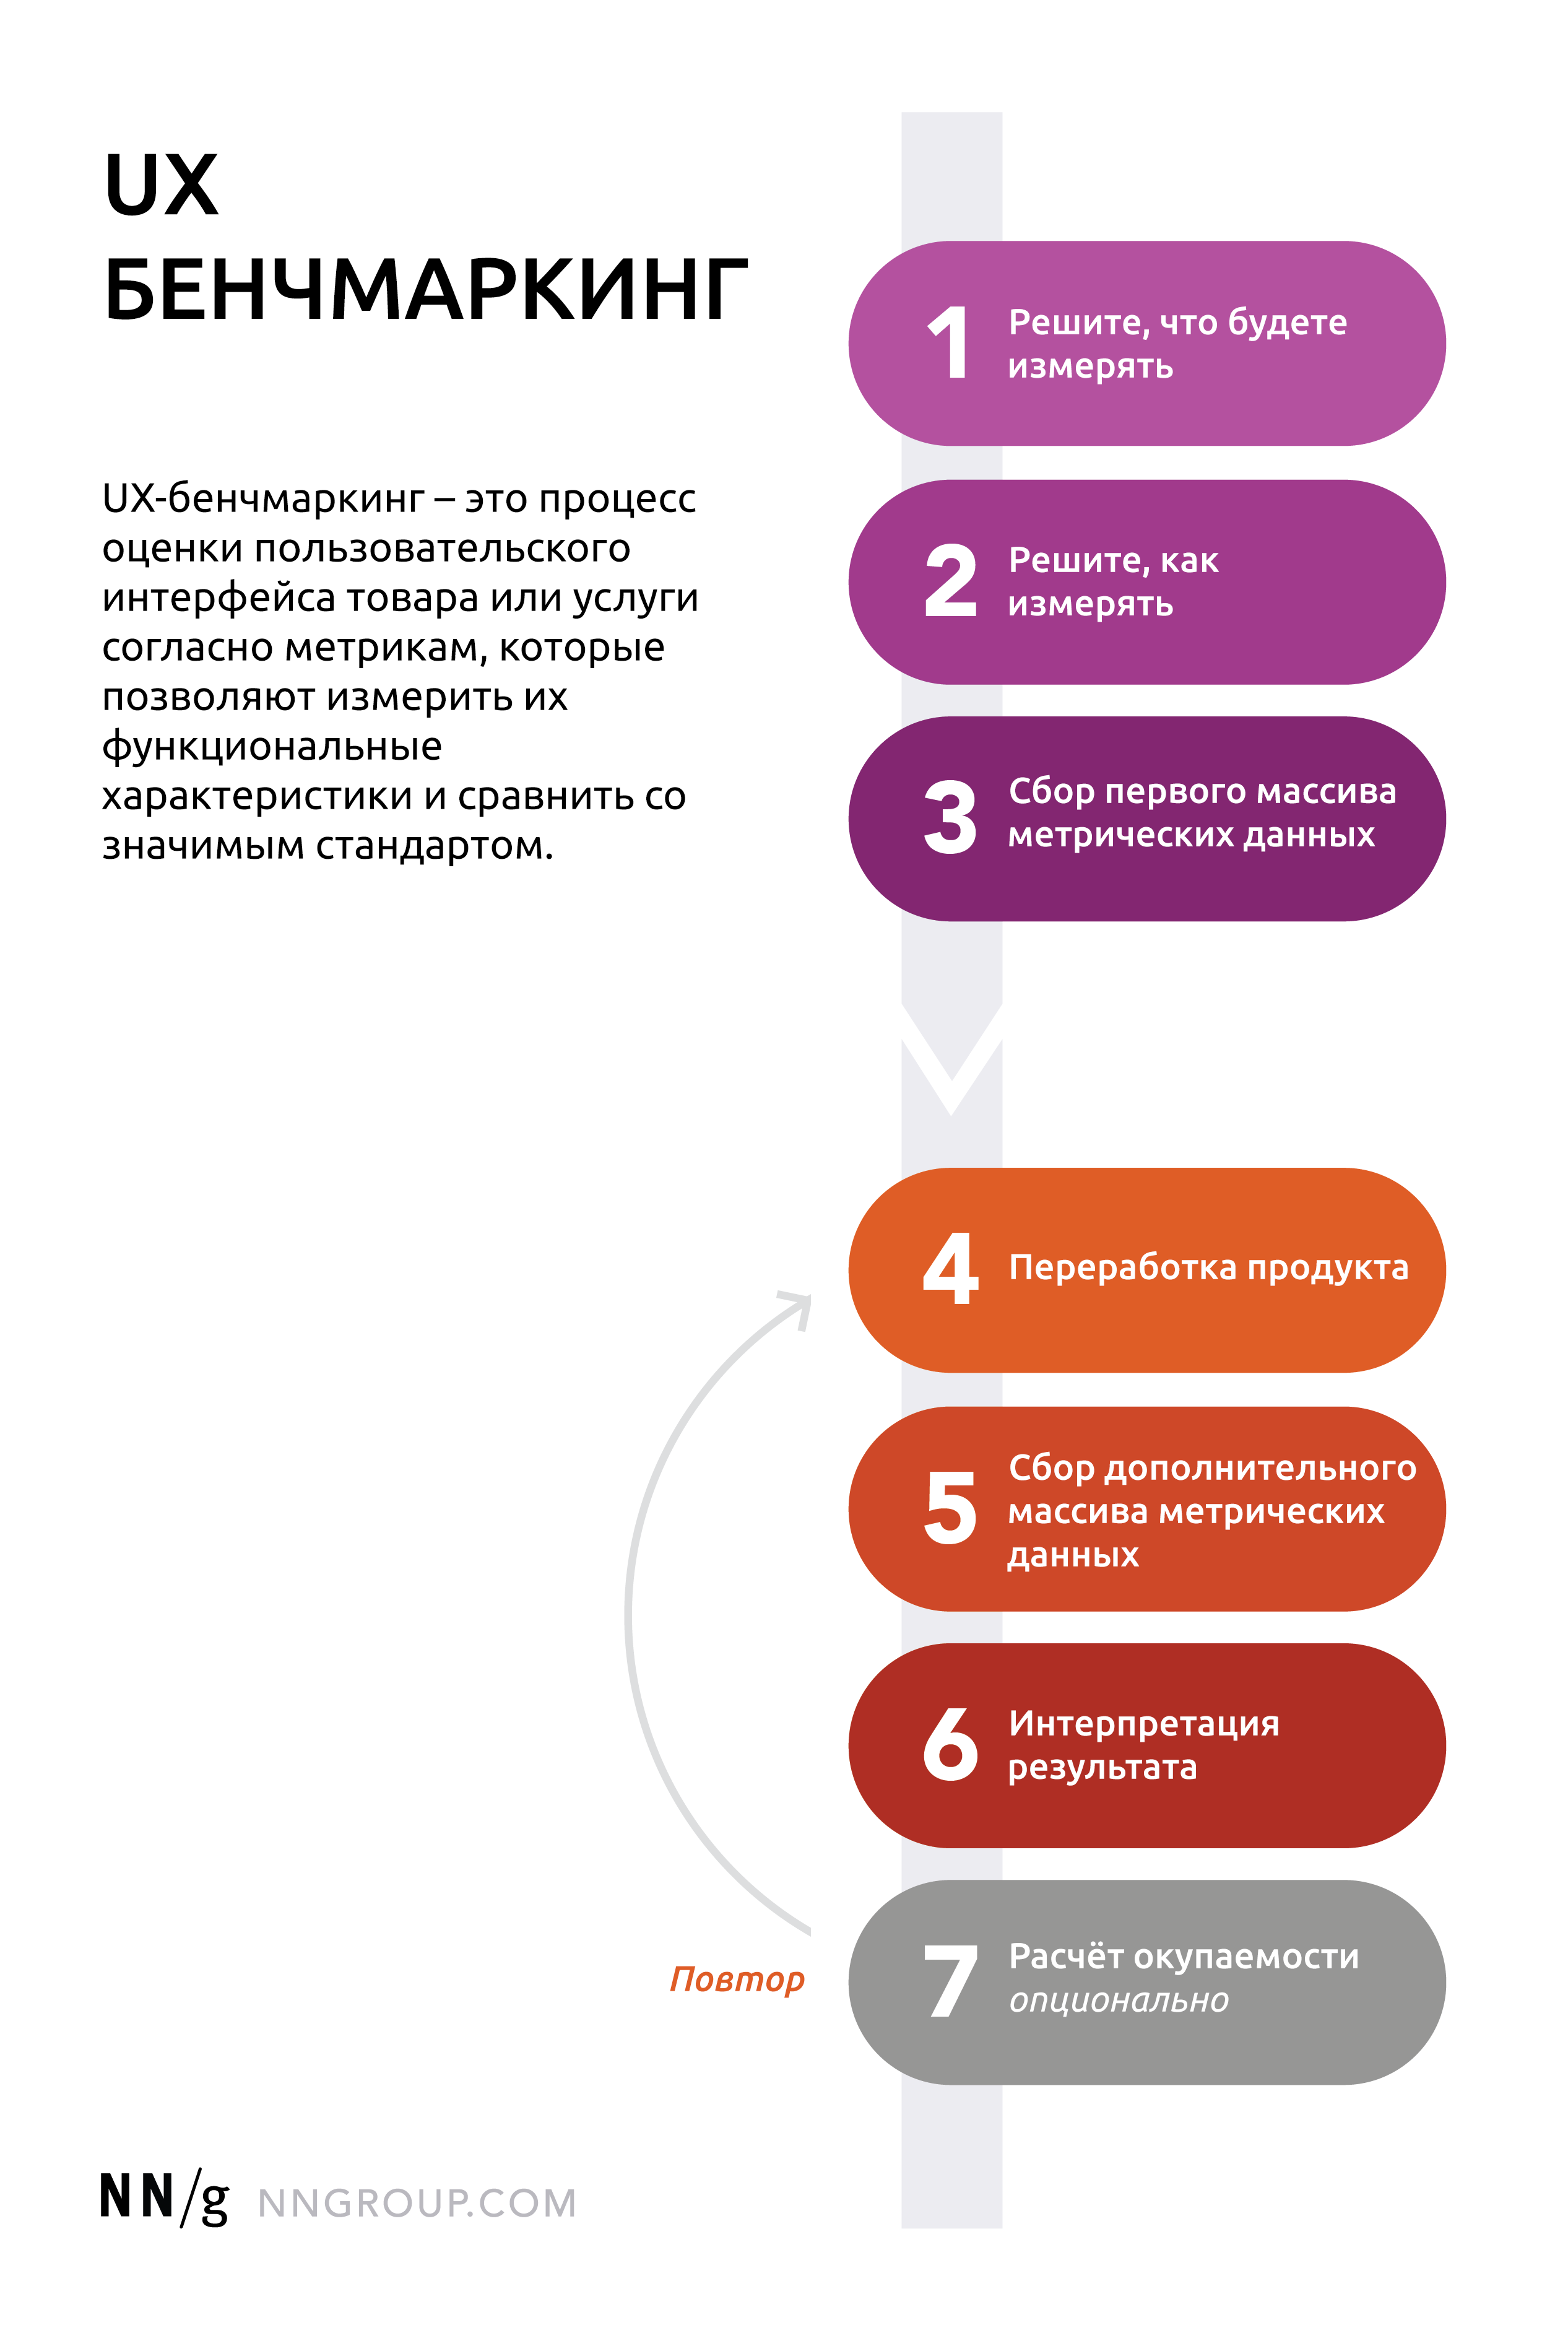 UX
БЕНЧМАРКИНГ
UX-бенчмаркинг – это процесс
оценки пользовательского
интерфейса товара или услуги
согласно метрикам, которые
позволяют измерить их
функциональные
характеристики и сравнить со
значимым стандартом.
1 Решите, что будете
измерять
2 Решите, как
измерять
3 Сбор первого массива
метрических данных
4 Переработка продукта
5 Сбор дополнительного
массива метрических
данных
6 Интерпретация
результата
7 Расчёт окупаемости
опционально
Повтор
NN/g NNGROUP.COM